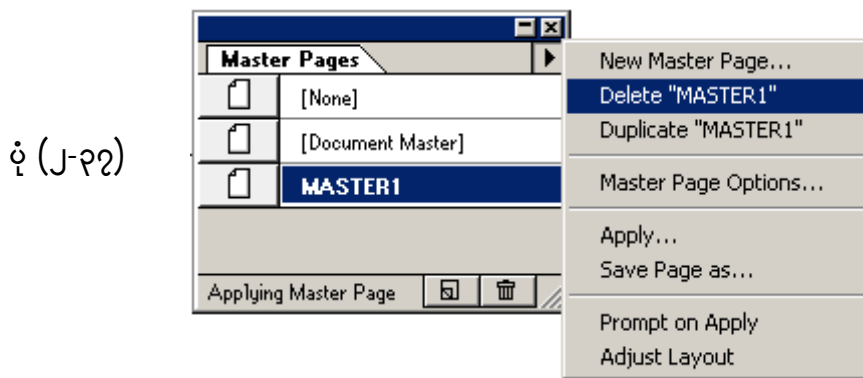 ပုံ (၂-၃၇)
Master Pages
[None]
[Document Master]
MASTER1
Applying Master Page
New Master Page...
Delete "MASTER1"
Duplicate "MASTER1"
Master Page Options...
Apply...
Save Page as...
Prompt on Apply
Adjust Layout